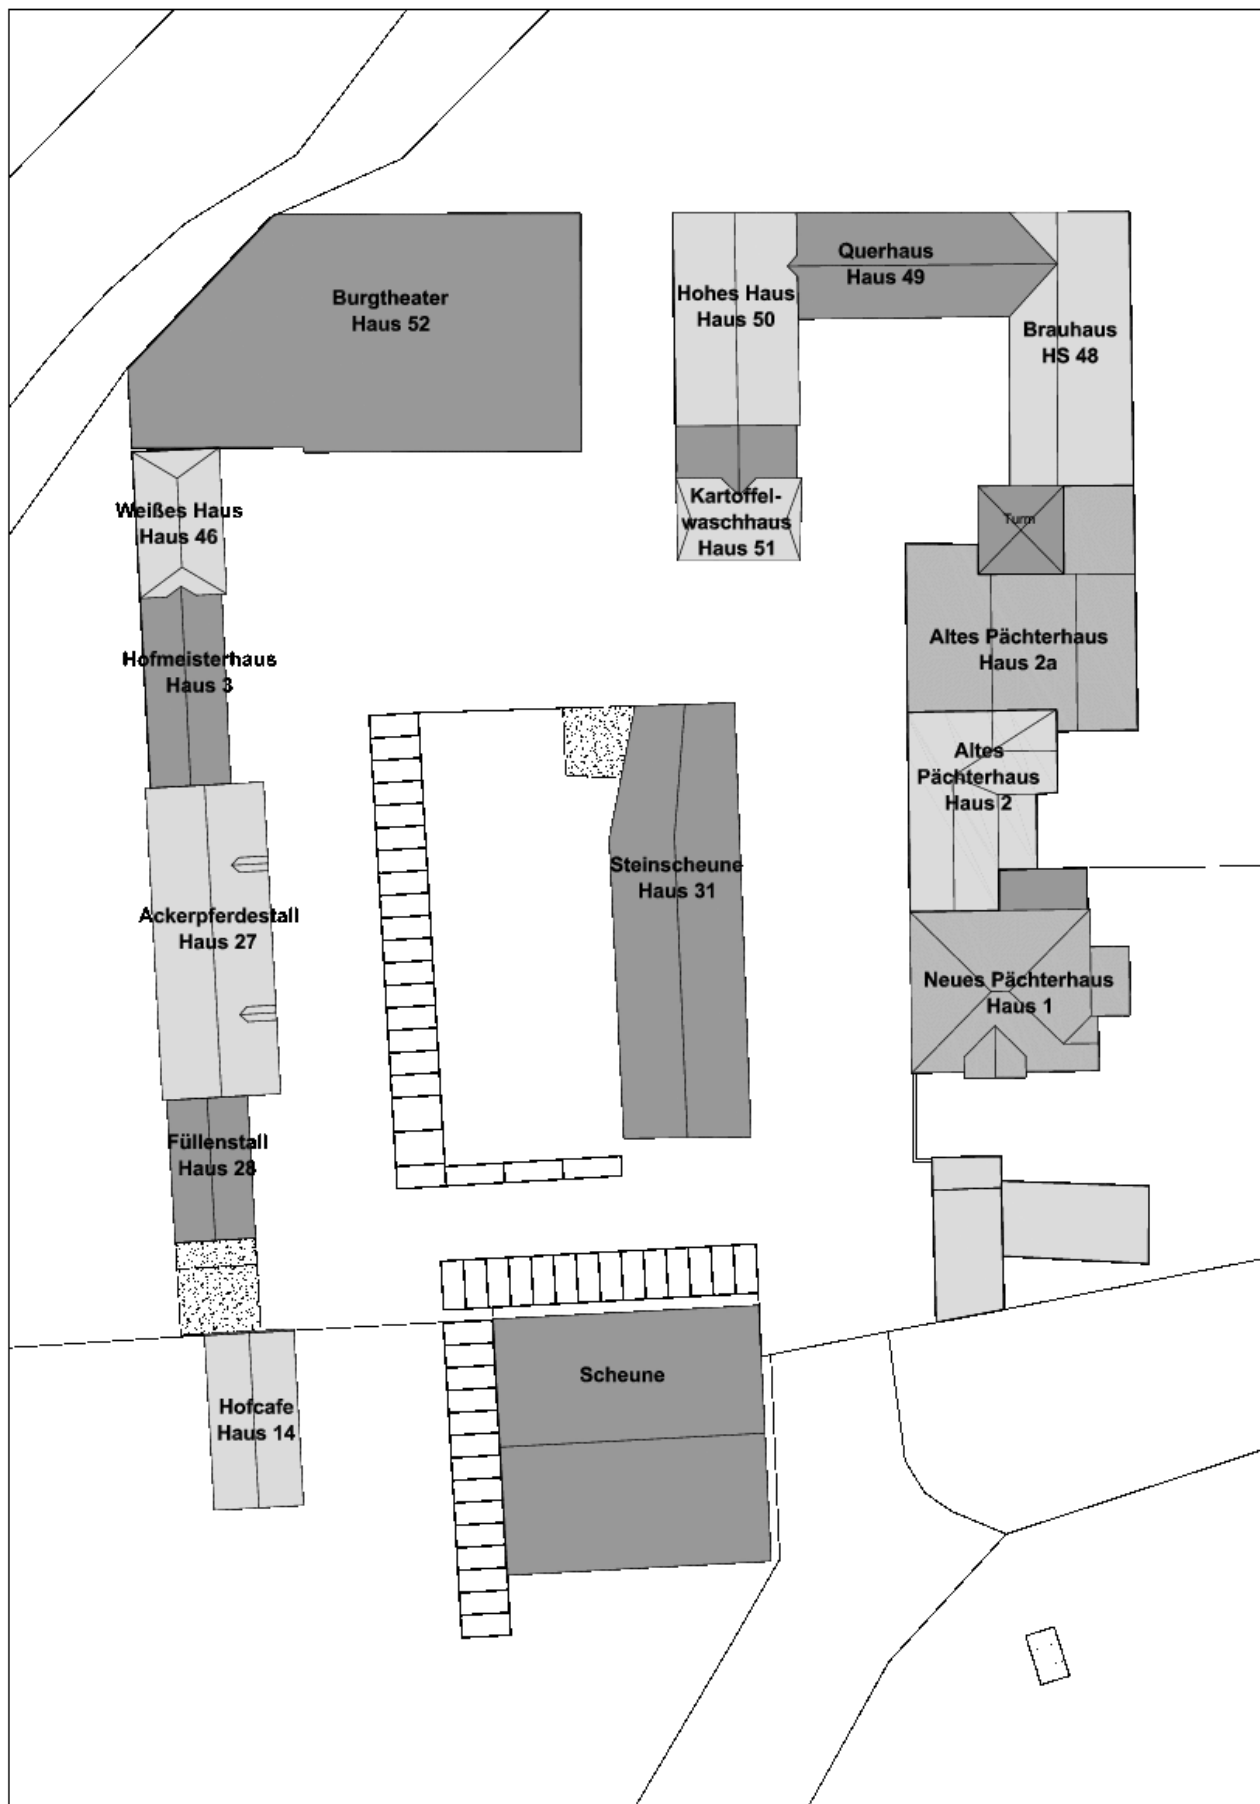 Burgtheater
Haus 52
Hohes Haus
Haus 50
Querhaus
Haus 49
Brauhaus
HS 48
Weißes Haus
Haus 46
Kartoffel-
waschhaus
Haus 51
Turm
Hofmeisterhaus
Haus 3
Altes Pächterhaus
Haus 2a
Altes
Pächterhaus
Haus 2
Steinscheune
Haus 31
Ackerpferdestall
Haus 27
Neues Pächterhaus
Haus 1
Füllenstall
Haus 28
Scheune
Hofcafe
Haus 14